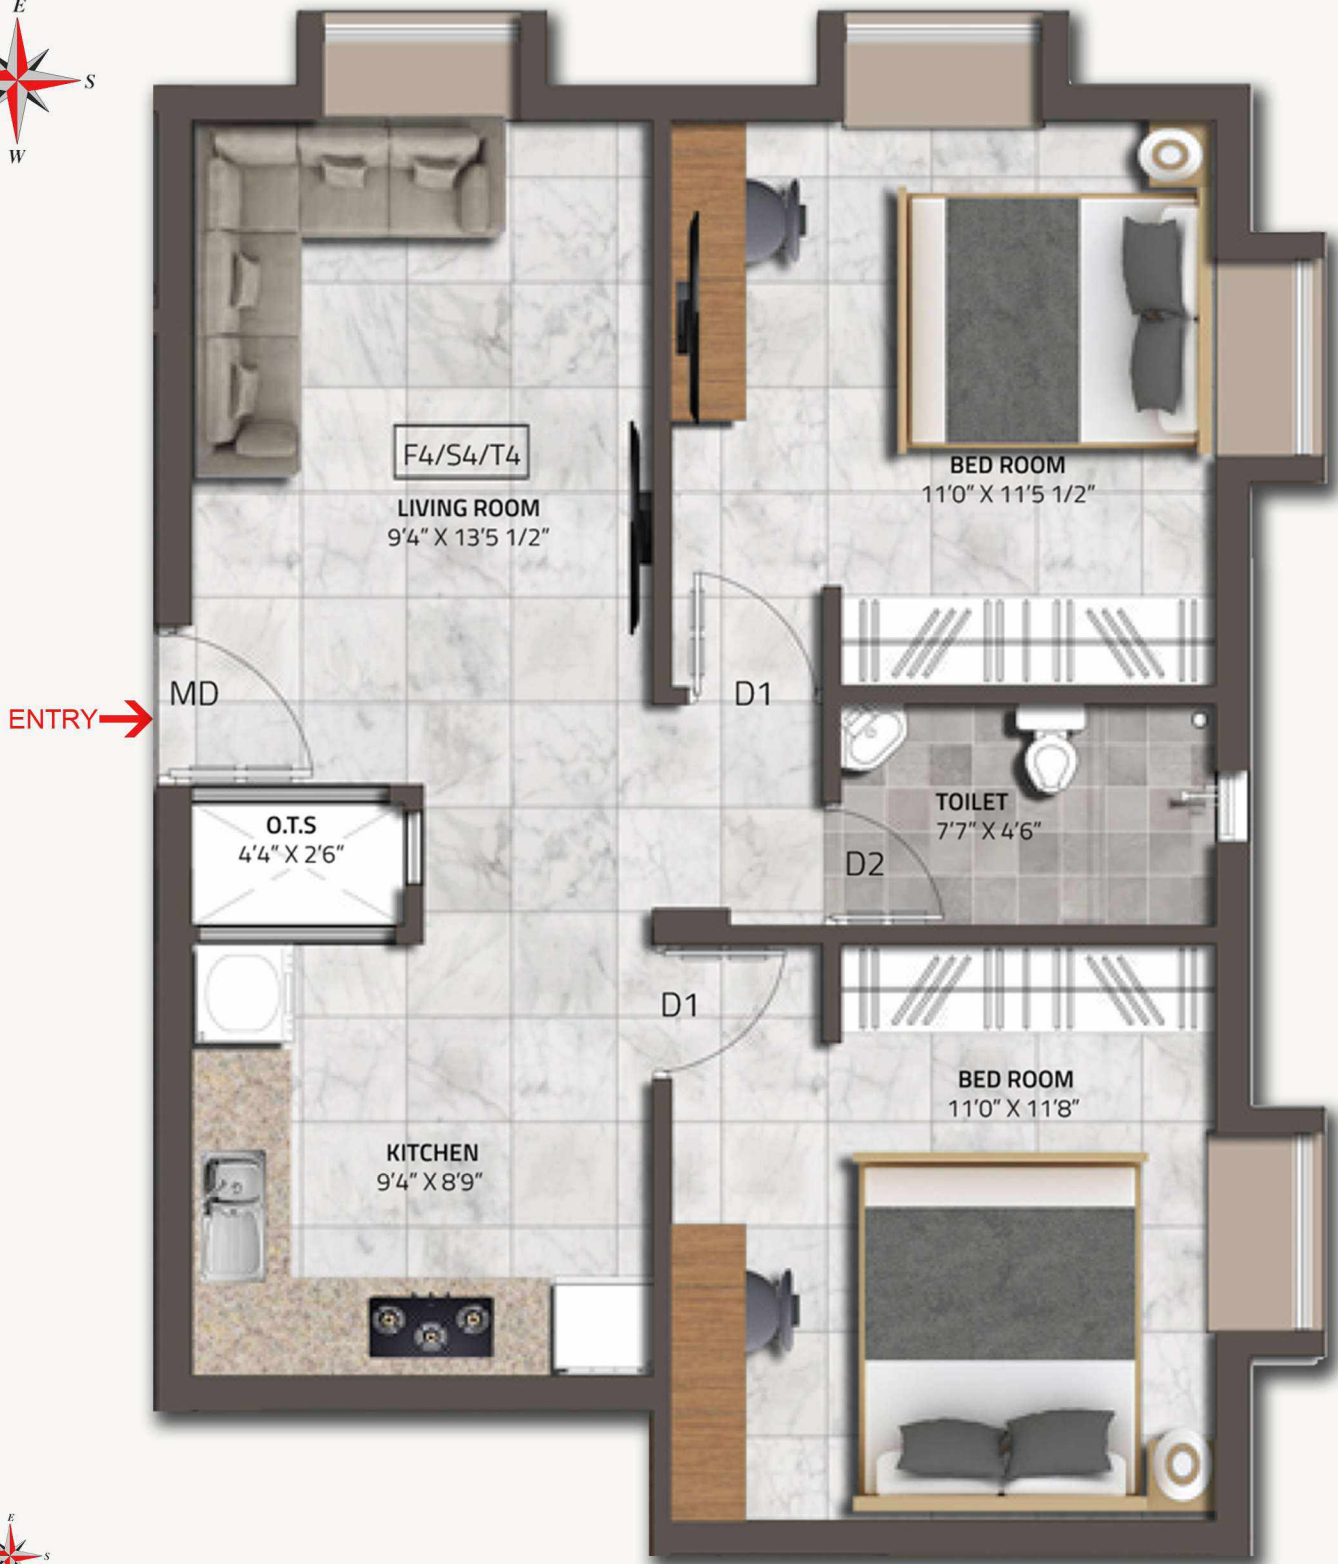 E
S
W
F4/S4/T4
LIVING ROOM
9'4" X 13'5 1/2"
BED ROOM
11'0" X 11'5 1/2"
MD
ENTRY
D1
O.T.S
4'4" X 2'6"
TOILET
7'7" X 4'6"
D2
D1
BED ROOM
11'0" X 11'8"
KITCHEN
9'4" X 8'9"
E
S